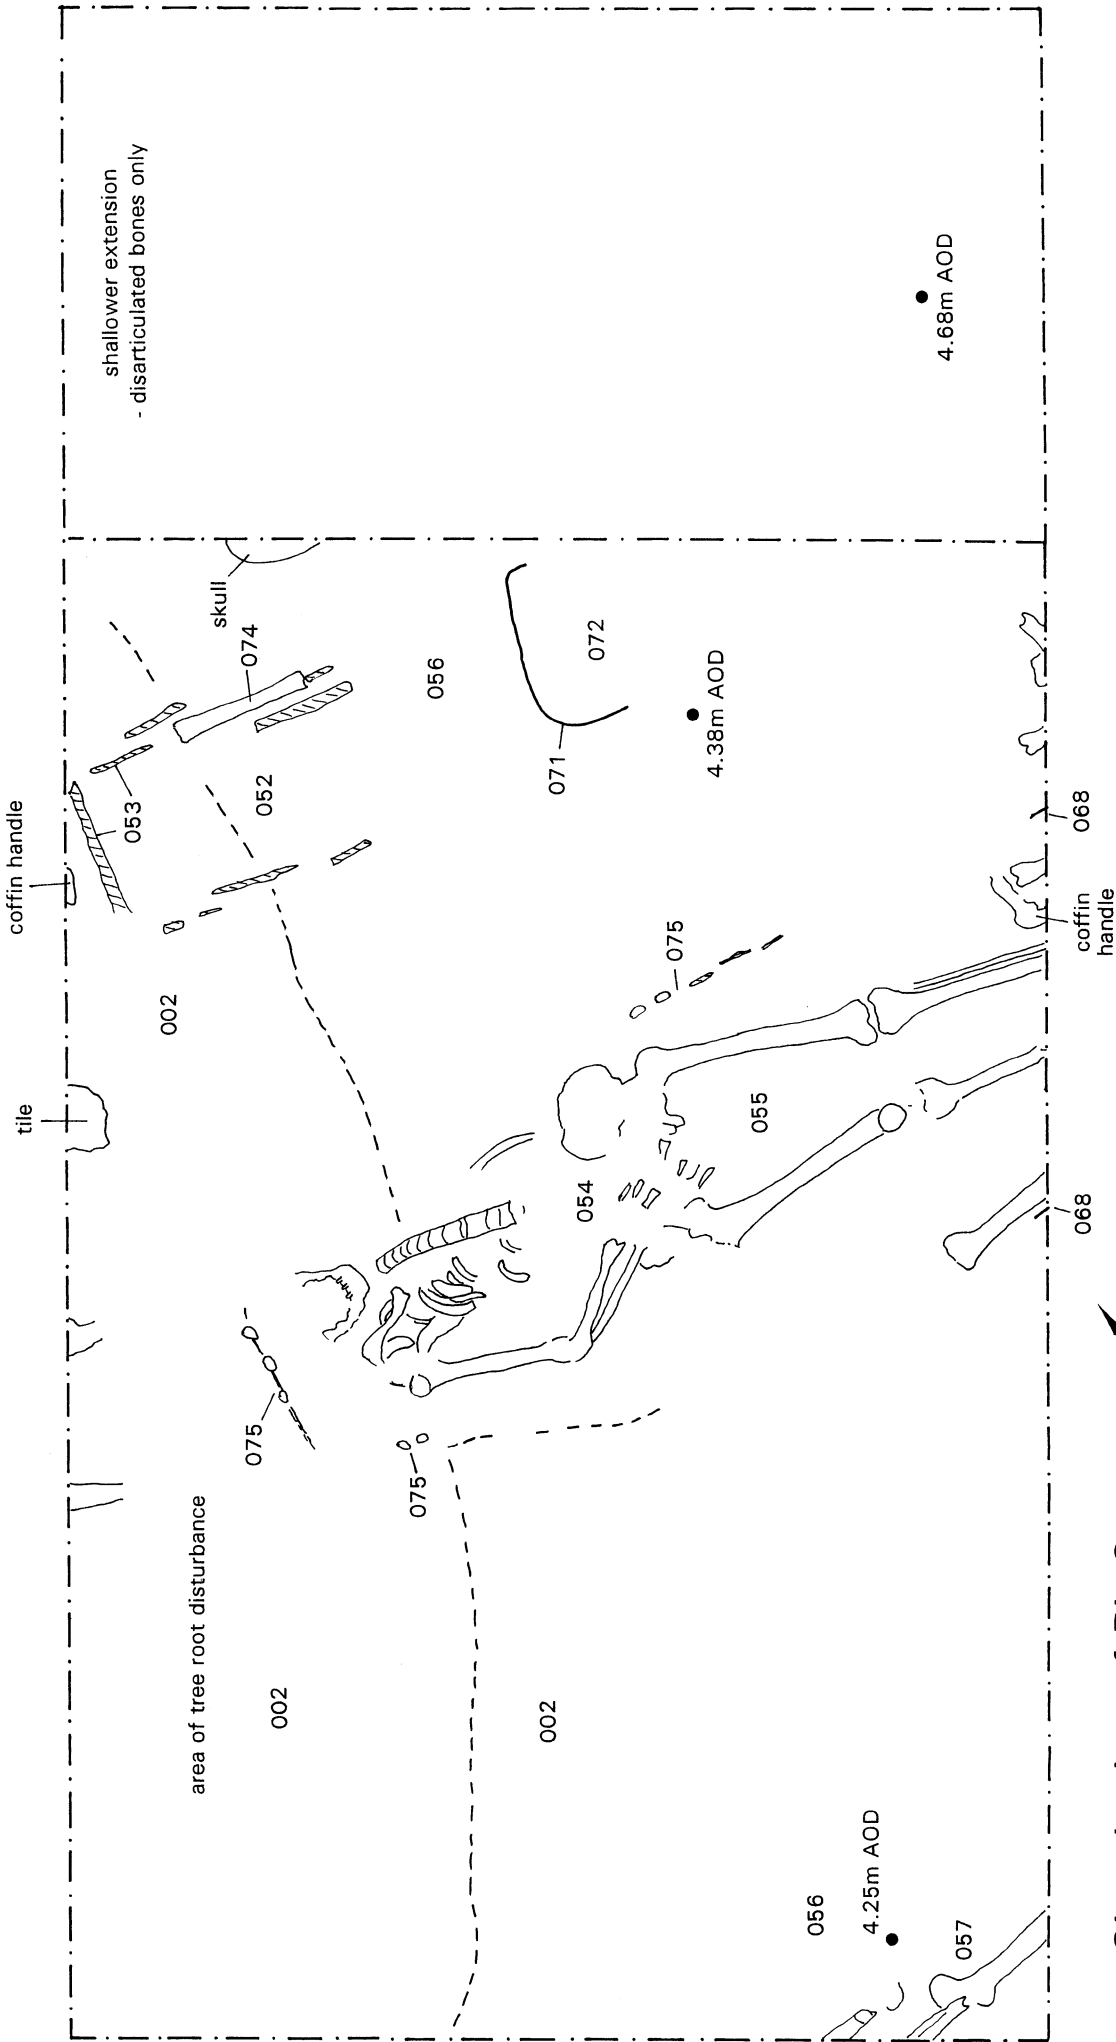 shallower extension
- disarticulated bones only
4.68m AOD
skull
074
056
072
071
4.38m AOD
coffin handle
053
052
068
coffin
handle
002
075
tile
055
054
068
075
075
area of tree root disturbance
002
002
056
4.25m AOD
057